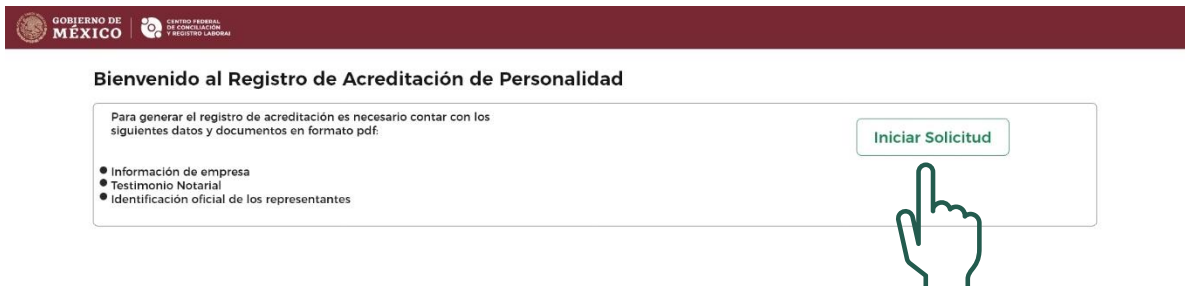 GOBIERNO DE
MÉXICO
CENTRO FEDERAL
DE CONCILIACIÓN
Y REGISTRO LABORAL
Bienvenido al Registro de Acreditación de Personalidad
Para generar el registro de acreditación es necesario contar con los
siguientes datos y documentos en formato pdf:
Iniciar Solicitud
● Información de empresa
● Testimonio Notarial
● Identificación oficial de los representantes